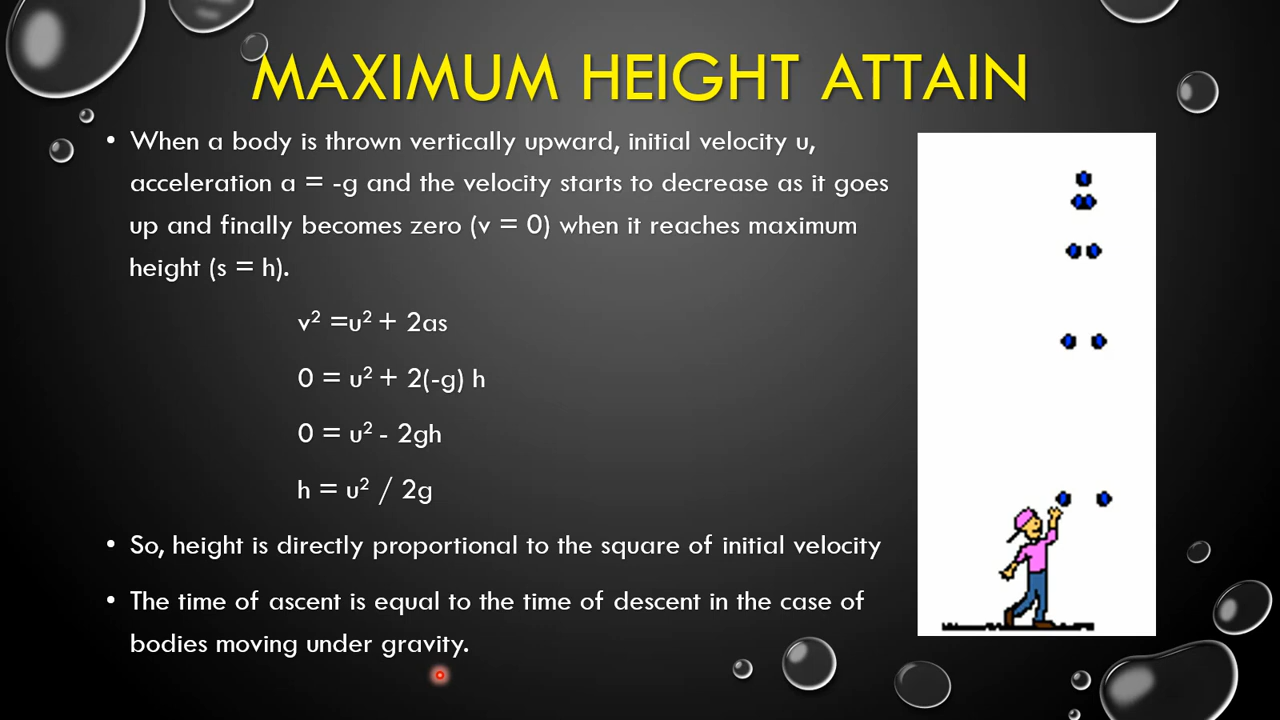 MAXIMUM HEIGHT ATTAIN
• When a body is thrown vertically upward, initial velocity u,
acceleration a = -g and the velocity starts to decrease as it goes
up and finally becomes zero (v = 0) when it reaches maximum
height (s = h).
v² =u² + 2as
0 = u² + 2(-g) h
0 = u² - 2gh
h = u² / 2g
• So, height is directly proportional to the square of initial velocity
• The time of ascent is equal to the time of descent in the case of
bodies moving under gravity.